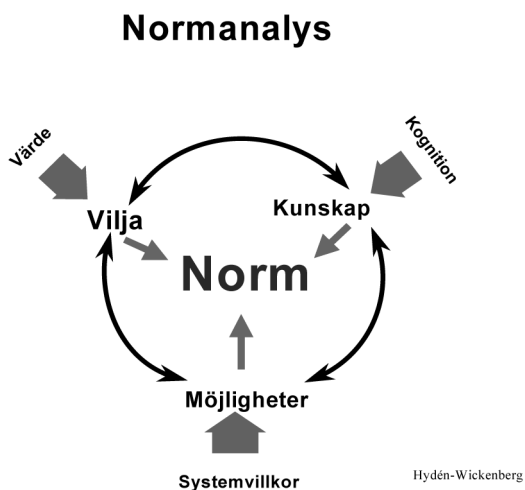 Normanalys
Värde
Kognition
Vilja
Kunskap
Norm
Möjligheter
Systemvillkor
Hydén-Wickenberg